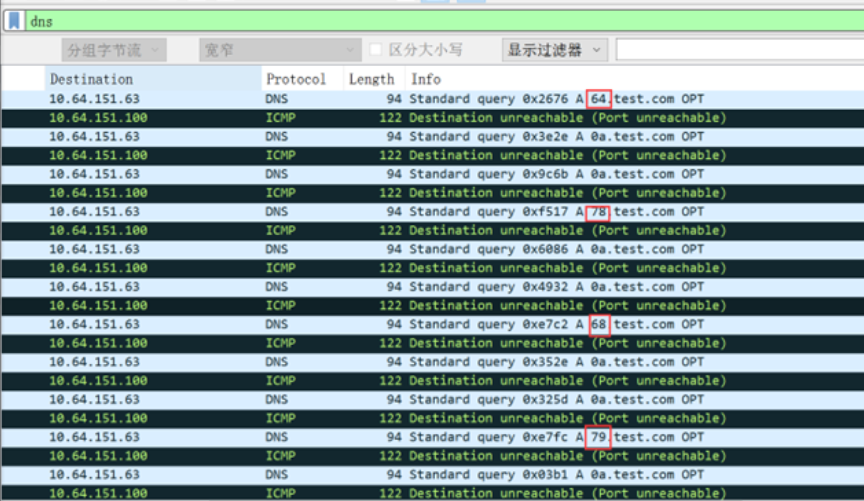 dns
分组字节流 宽窄 区分大小写 显示过滤器
Destination Protocol Length Info
10.64.151.63 DNS 94 Standard query 0x2676 A 64.test.com OPT
10.64.151.100 ICMP 122 Destination unreachable (Port unreachable)
10.64.151.63 DNS 94 Standard query 0x3e2e A 0a.test.com OPT
10.64.151.100 ICMP 122 Destination unreachable (Port unreachable)
10.64.151.63 DNS 94 Standard query 0x9c6b A 0a.test.com OPT
10.64.151.100 ICMP 122 Destination unreachable (Port unreachable)
10.64.151.63 DNS 94 Standard query 0xf517 A 78.test.com OPT
10.64.151.100 ICMP 122 Destination unreachable (Port unreachable)
10.64.151.63 DNS 94 Standard query 0x6086 A 0a.test.com OPT
10.64.151.100 ICMP 122 Destination unreachable (Port unreachable)
10.64.151.63 DNS 94 Standard query 0x4932 A 0a.test.com OPT
10.64.151.100 ICMP 122 Destination unreachable (Port unreachable)
10.64.151.63 DNS 94 Standard query 0xe7c2 A 68.test.com OPT
10.64.151.100 ICMP 122 Destination unreachable (Port unreachable)
10.64.151.63 DNS 94 Standard query 0x352e A 0a.test.com OPT
10.64.151.100 ICMP 122 Destination unreachable (Port unreachable)
10.64.151.63 DNS 94 Standard query 0x325d A 0a.test.com OPT
10.64.151.100 ICMP 122 Destination unreachable (Port unreachable)
10.64.151.63 DNS 94 Standard query 0xe7fc A 79.test.com OPT
10.64.151.100 ICMP 122 Destination unreachable (Port unreachable)
10.64.151.63 DNS 94 Standard query 0x03b1 A 0a.test.com OPT
10.64.151.100 ICMP 122 Destination unreachable (Port unreachable)